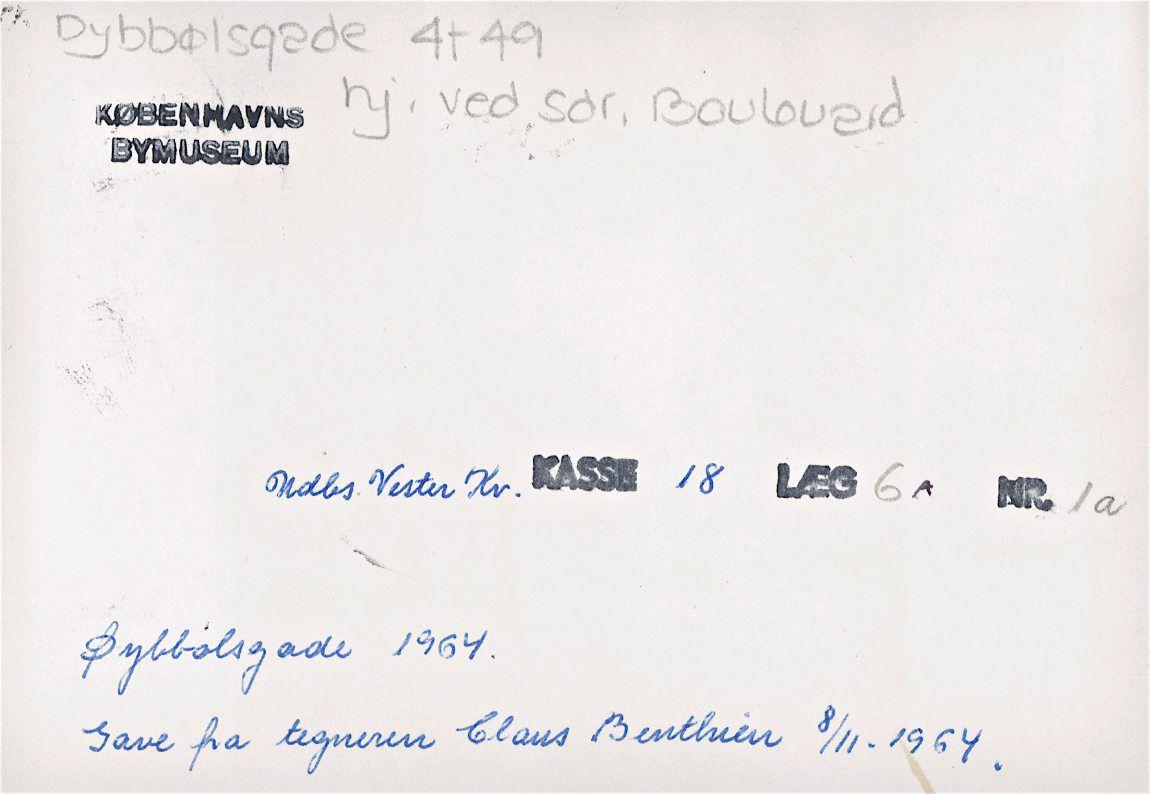 Dybbølsgade 4+49
hj. ved Sdr. Boulevard
KØBENHAVNS
BYMUSEUM
Udbs. Vester Kv. KASSE 18 LÆG 6A NR. 1a
Dybbølsgade 1964.
Gave fra tegneren Claus Benthien 8/11-1964.